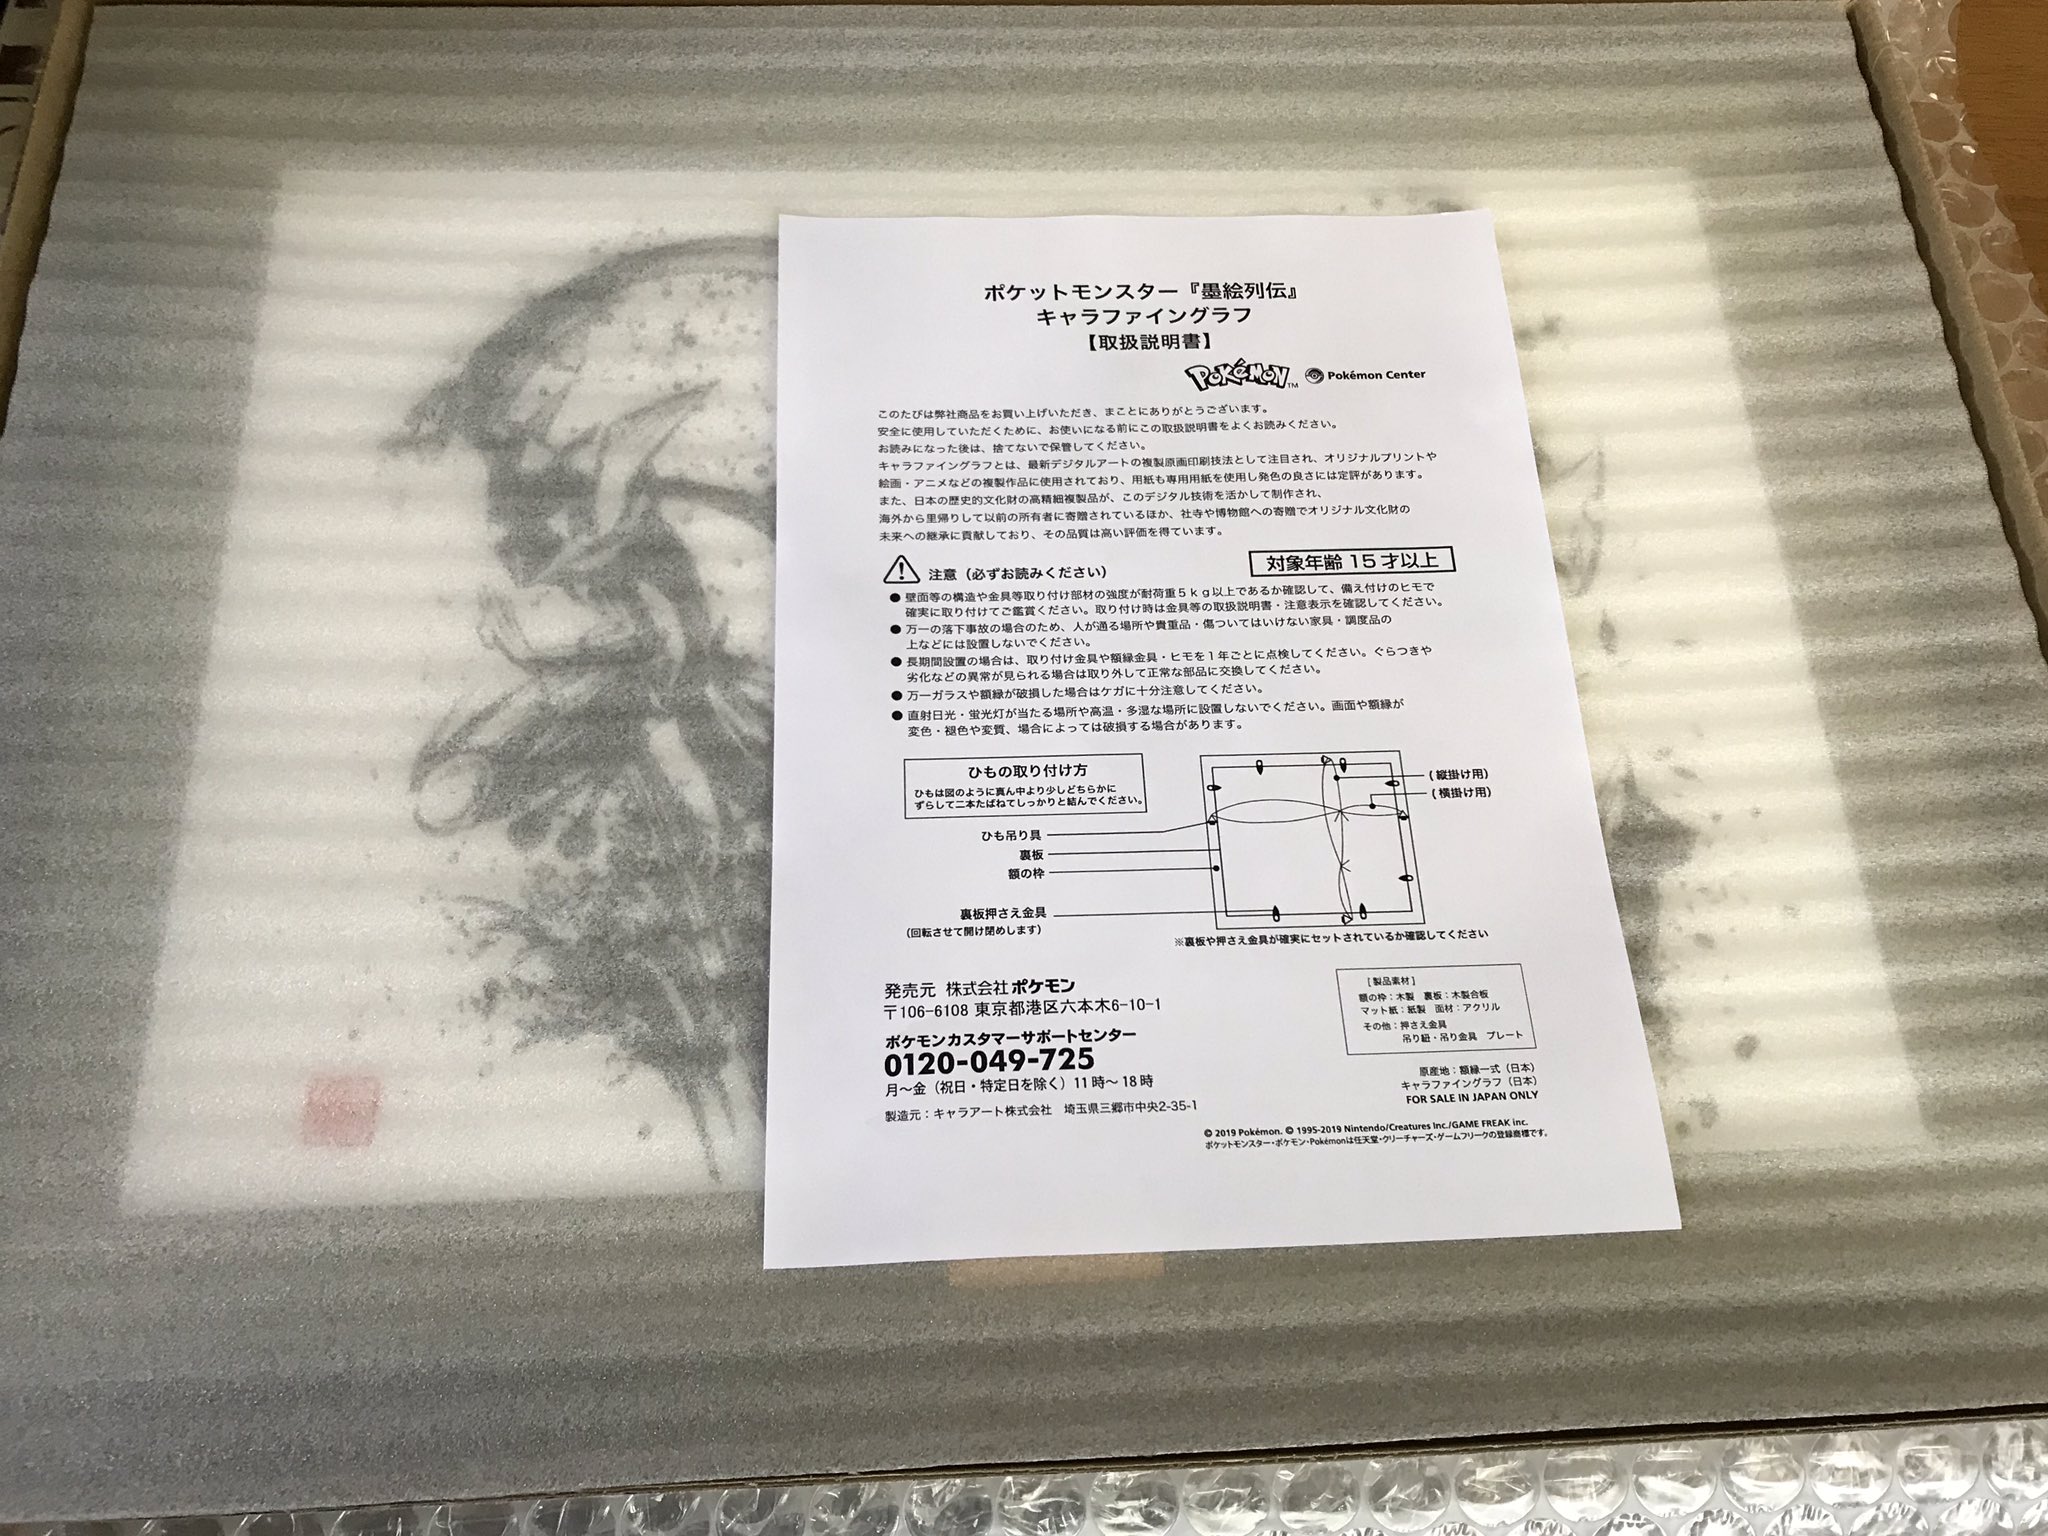 ポケットモンスター『墨絵列伝』
キャラファイングラフ
【取扱説明書】
POKéMON™ Pokémon Center
このたびは弊社商品をお買い上げいただき、まことにありがとうございます。
安全に使用していただくために、お使いになる前にこの取扱説明書をよくお読みください。
お読みになった後は、捨てないで保管してください。
キャラファイングラフとは、最新デジタルアートの複製原画印刷技法として注目され、オリジナルプリントや
絵画・アニメなどの複製作品に使用されており、用紙も専用用紙を使用し発色の良さには定評があります。
また、日本の歴史的文化財の高精細複製品が、このデジタル技術を活かして制作され、
海外から里帰りして以前の所有者に寄贈されているほか、社寺や博物館への寄贈でオリジナル文化財の
未来への継承に貢献しており、その品質は高い評価を得ています。
注意（必ずお読みください）
対象年齢 15 才以上
● 壁面等の構造や金具等取り付け部材の強度が耐荷重5kg以上であるか確認して、備え付けのヒモで
確実に取り付けてご鑑賞ください。取り付け時は金具等の取扱説明書・注意表示を確認してください。
● 万一の落下事故の場合のため、人が通る場所や貴重品・傷ついてはいけない家具・調度品の
上などには設置しないでください。
● 長期間設置の場合は、取り付け金具や額縁金具・ヒモを1年ごとに点検してください。ぐらつきや
劣化などの異常が見られる場合は取り外して正常な部品に交換してください。
● 万一ガラスや額縁が破損した場合はケガに十分注意してください。
● 直射日光・蛍光灯が当たる場所や高温・多湿な場所に設置しないでください。画面や額縁が
変色・褪色や変質、場合によっては破損する場合があります。
ひもの取り付け方
ひもは図のように真ん中より少しどちらかに
ずらして二本たばねてしっかりと結んでください。
(縦掛け用)
(横掛け用)
ひも吊り具
裏板
額の枠
裏板押さえ金具
(回転させて開け閉めします)
※裏板や押さえ金具が確実にセットされているか確認してください
発売元 株式会社ポケモン
〒106-6108 東京都港区六本木6-10-1
ポケモンカスタマーサポートセンター
0120-049-725
月～金（祝日・特定日を除く）11時～18時
製造元：キャラアート株式会社 埼玉県三郷市中央2-35-1
［製品素材］
額の枠：木製 裏板：木製合板
マット紙：紙製 面材：アクリル
その他：押さえ金具
吊り紐・吊り金具 プレート
原産地：額縁一式（日本）
キャラファイングラフ（日本）
FOR SALE IN JAPAN ONLY
© 2019 Pokémon. © 1995-2019 Nintendo/Creatures Inc./GAME FREAK inc.
ポケットモンスター・ポケモン・Pokémonは任天堂・クリーチャーズ・ゲームフリークの登録商標です。